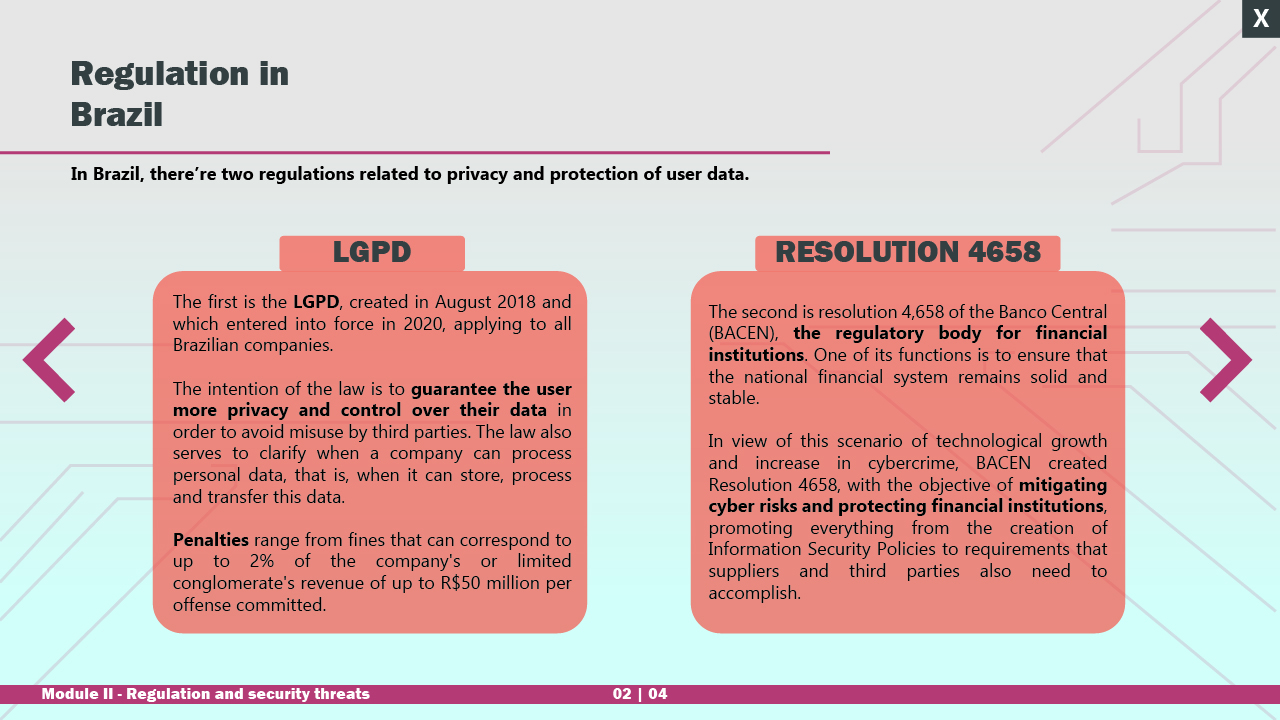 X
Regulation in
Brazil
In Brazil, there’re two regulations related to privacy and protection of user data.
LGPD
The first is the LGPD, created in August 2018 and
which entered into force in 2020, applying to all
Brazilian companies.
The intention of the law is to guarantee the user
more privacy and control over their data in
order to avoid misuse by third parties. The law also
serves to clarify when a company can process
personal data, that is, when it can store, process
and transfer this data.
Penalties range from fines that can correspond to
up to 2% of the company's or limited
conglomerate's revenue of up to R$50 million per
offense committed.
RESOLUTION 4658
The second is resolution 4,658 of the Banco Central
(BACEN), the regulatory body for financial
institutions. One of its functions is to ensure that
the national financial system remains solid and
stable.
In view of this scenario of technological growth
and increase in cybercrime, BACEN created
Resolution 4658, with the objective of mitigating
cyber risks and protecting financial institutions,
promoting everything from the creation of
Information Security Policies to requirements that
suppliers and third parties also need to
accomplish.
Module II - Regulation and security threats
02 | 04